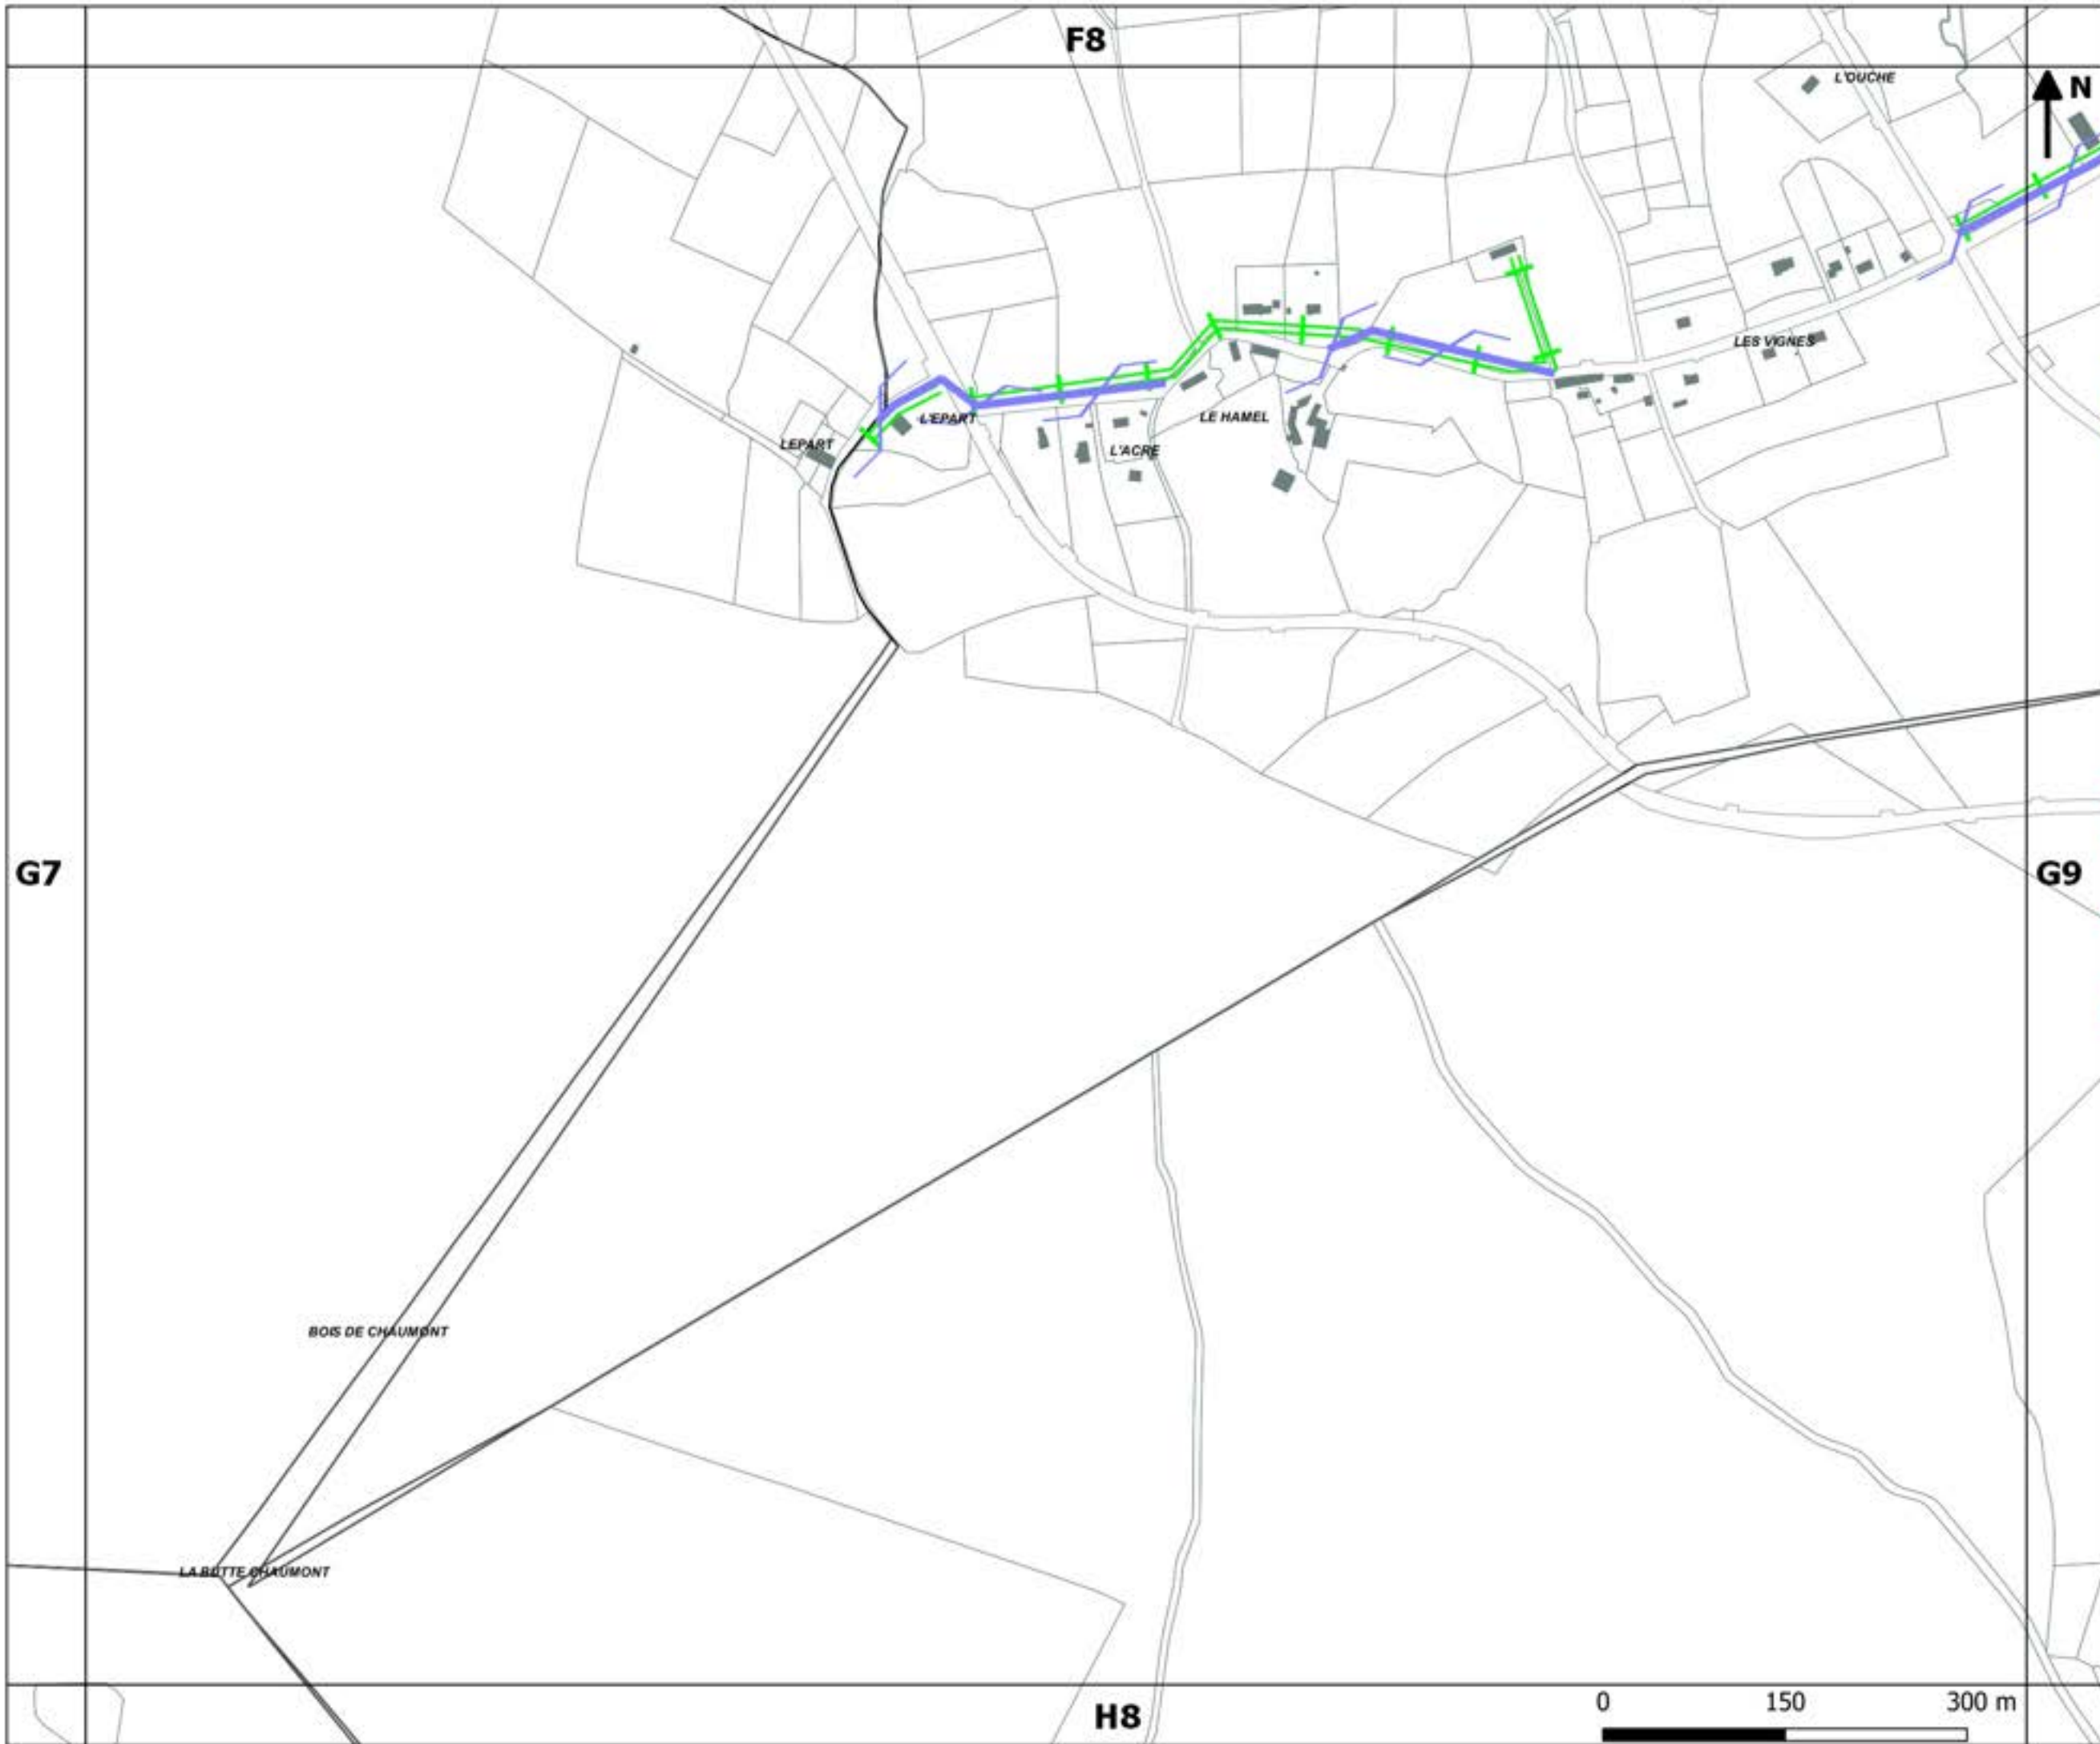 F8
L'OUCHE
N
LES VIGNES
L'EPART
LE HAMEL
LEPART
L'ACRE
G7
G9
BOIS DE CHAUMONT
LA BUTTE CHAUMONT
0 150 300 m
H8